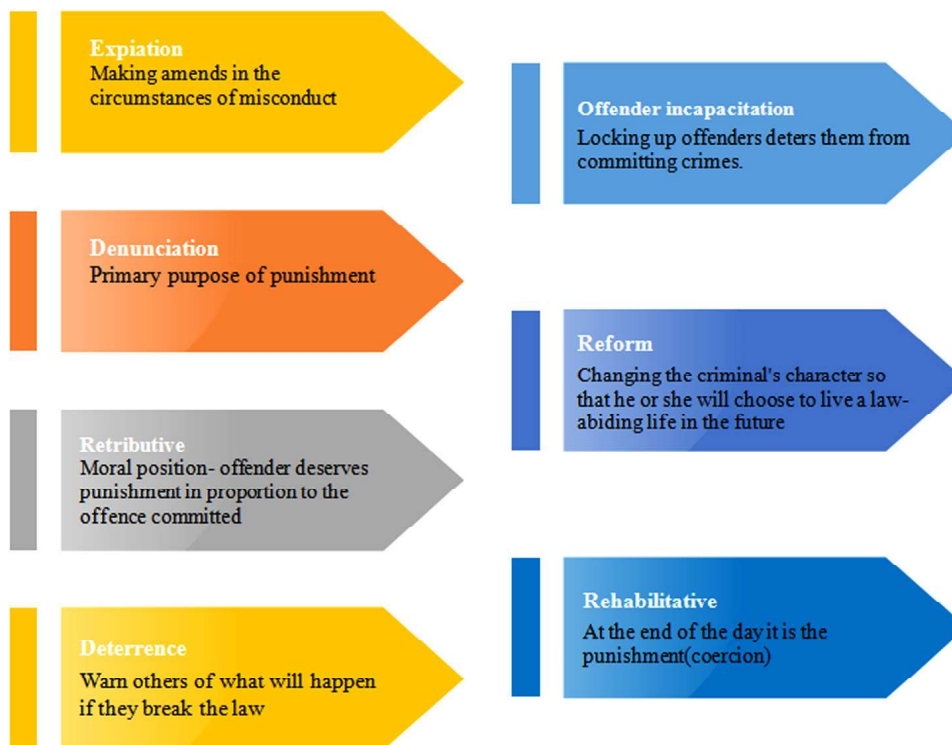 Expiation
Making amends in the
circumstances of misconduct
Denunciation
Primary purpose of punishment
Retributive
Moral position- offender deserves
punishment in proportion to the
offence committed
Deterrence
Warn others of what will happen
if they break the law
Offender incapacitation
Locking up offenders deters them from
committing crimes.
Reform
Changing the criminal's character so
that he or she will choose to live a law-
abiding life in the future
Rehabilitative
At the end of the day it is the
punishment(coercion)